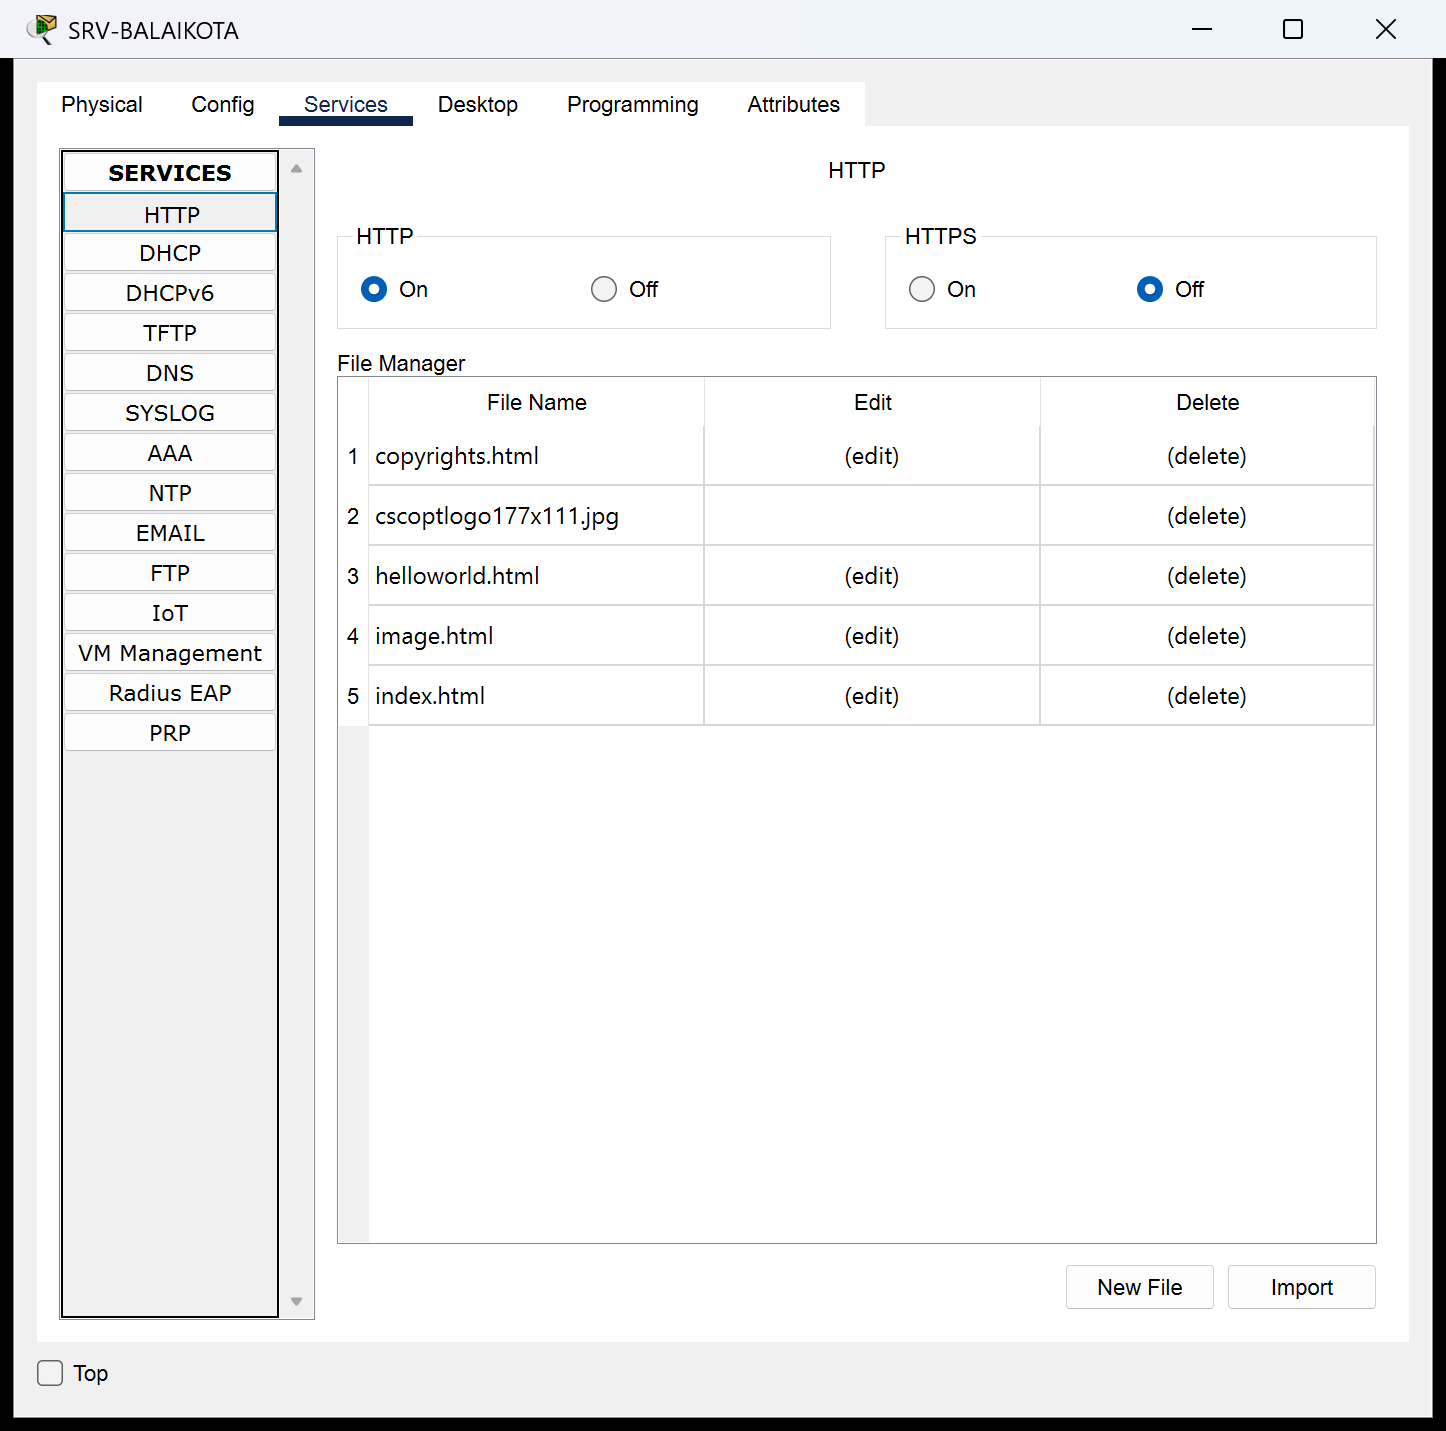 SRV-BALAIKOTA
Physical Config Services Desktop Programming Attributes
SERVICES
HTTP
DHCP
DHCPv6
TFTP
DNS
SYSLOG
AAA
NTP
EMAIL
FTP
IoT
VM Management
Radius EAP
PRP
HTTP
HTTP
On Off
HTTPS
On Off
File Manager
File Name Edit Delete
1 copyrights.html (edit) (delete)
2 cscoptlogo177x111.jpg (delete)
3 helloworld.html (edit) (delete)
4 image.html (edit) (delete)
5 index.html (edit) (delete)
New File Import
Top